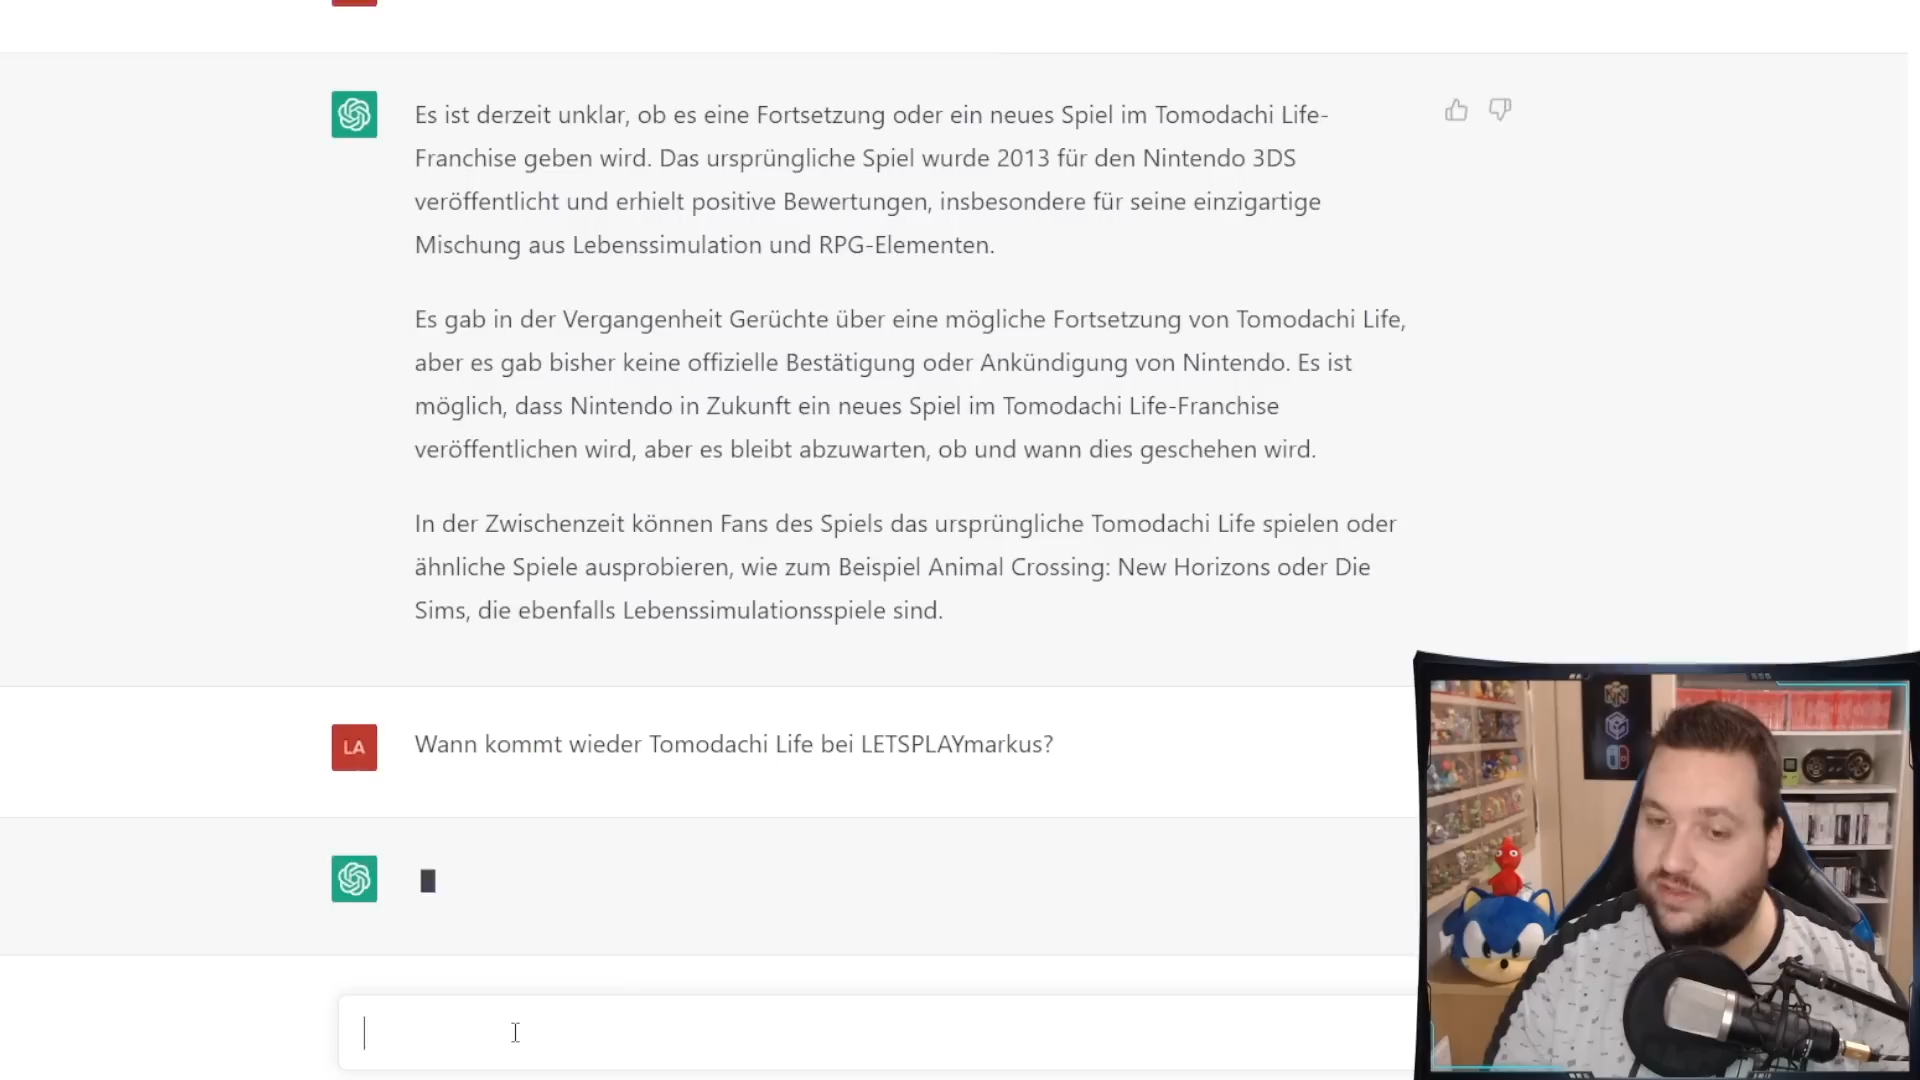 Es ist derzeit unklar, ob es eine Fortsetzung oder ein neues Spiel im Tomodachi Life-
Franchise geben wird. Das ursprüngliche Spiel wurde 2013 für den Nintendo 3DS
veröffentlicht und erhielt positive Bewertungen, insbesondere für seine einzigartige
Mischung aus Lebenssimulation und RPG-Elementen.
Es gab in der Vergangenheit Gerüchte über eine mögliche Fortsetzung von Tomodachi Life,
aber es gab bisher keine offizielle Bestätigung oder Ankündigung von Nintendo. Es ist
möglich, dass Nintendo in Zukunft ein neues Spiel im Tomodachi Life-Franchise
veröffentlichen wird, aber es bleibt abzuwarten, ob und wann dies geschehen wird.
In der Zwischenzeit können Fans des Spiels das ursprüngliche Tomodachi Life spielen oder
ähnliche Spiele ausprobieren, wie zum Beispiel Animal Crossing: New Horizons oder Die
Sims, die ebenfalls Lebenssimulationsspiele sind.
LA
Wann kommt wieder Tomodachi Life bei LETSPLAYmarkus?